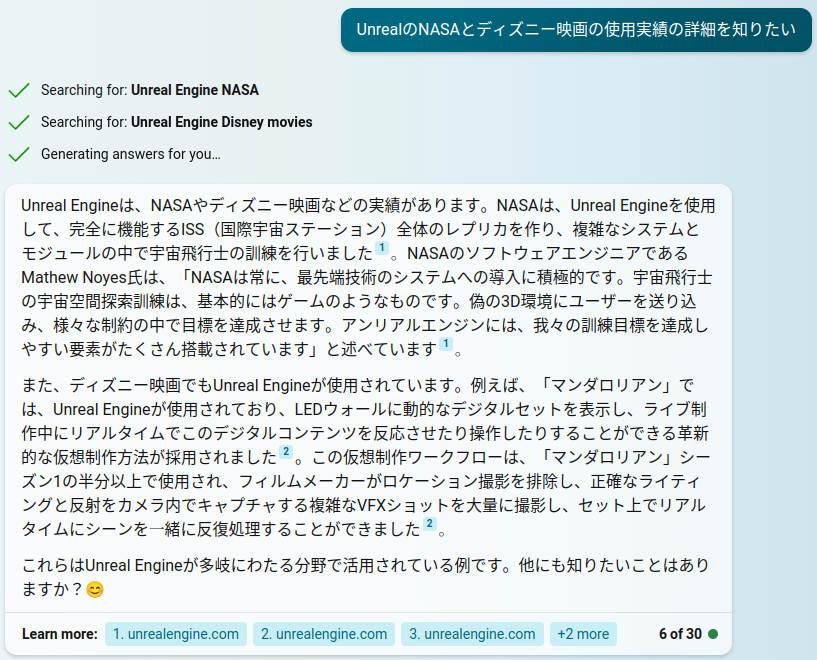 UnrealのNASAとディズニー映画の使用実績の詳細を知りたい
Searching for: Unreal Engine NASA
Searching for: Unreal Engine Disney movies
Generating answers for you…
Unreal Engineは、NASAやディズニー映画などの実績があります。NASAは、Unreal Engineを使用
して、完全に機能するISS（国際宇宙ステーション）全体のレプリカを作り、複雑なシステムと
モジュールの中で宇宙飛行士の訓練を行いました 1 。NASAのソフトウェアエンジニアである
Mathew Noyes氏は、「NASAは常に、最先端技術のシステムへの導入に積極的です。宇宙飛行士
の宇宙空間探索訓練は、基本的にはゲームのようなものです。偽の3D環境にユーザーを送り込
み、様々な制約の中で目標を達成させます。アンリアルエンジンには、我々の訓練目標を達成し
やすい要素がたくさん搭載されています」と述べています 1 。
また、ディズニー映画でもUnreal Engineが使用されています。例えば、「マンダロリアン」で
は、Unreal Engineが使用されており、LEDウォールに動的なデジタルセットを表示し、ライブ制
作中にリアルタイムでこのデジタルコンテンツを反応させたり操作したりすることができる革新
的な仮想制作方法が採用されました 2 。この仮想制作ワークフローは、「マンダロリアン」シー
ズン1の半分以上で使用され、フィルムメーカーがロケーション撮影を排除し、正確なライティ
ングと反射をカメラ内でキャプチャする複雑なVFXショットを大量に撮影し、セット上でリアル
タイムにシーンを一緒に反復処理することができました 2 。
これらはUnreal Engineが多岐にわたる分野で活用されている例です。他にも知りたいことはあり
ますか？😊
Learn more: 1. unrealengine.com 2. unrealengine.com 3. unrealengine.com +2 more 6 of 30